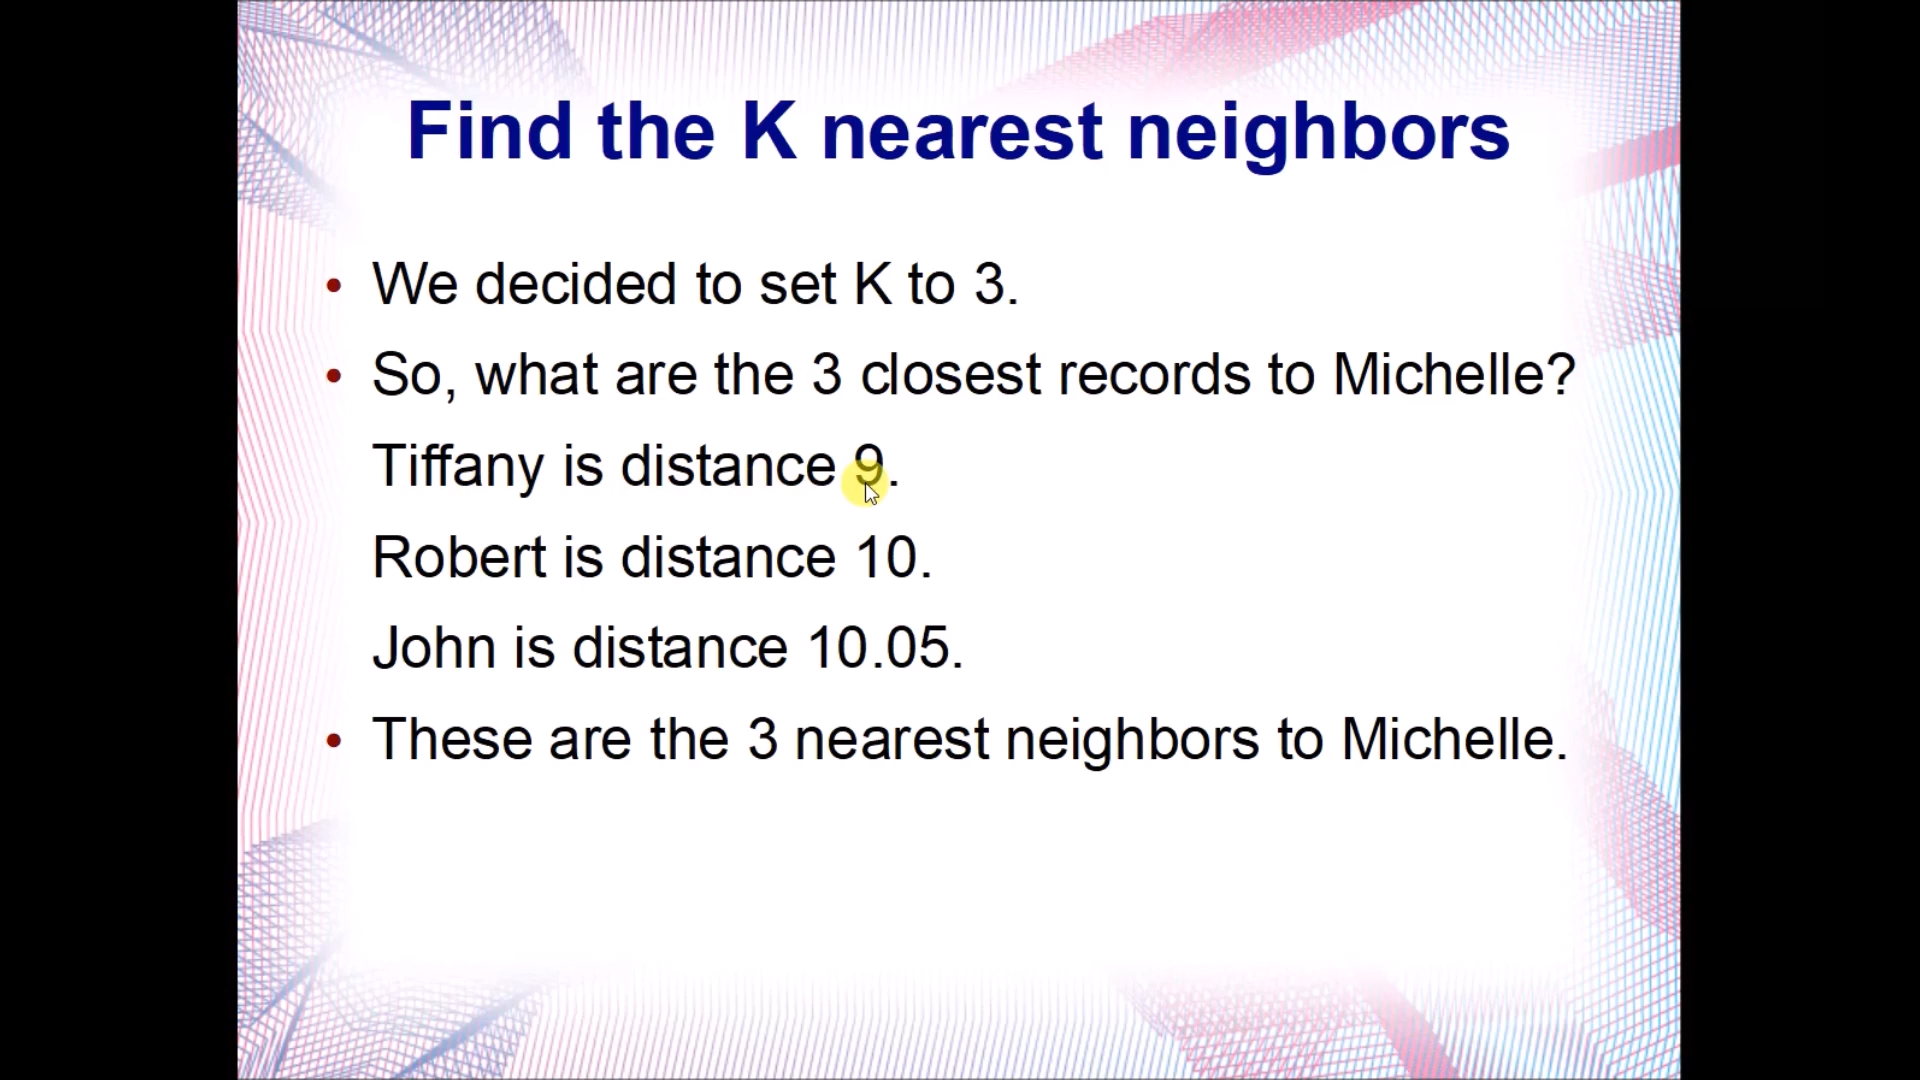 Find the K nearest neighbors
• We decided to set K to 3.
• So, what are the 3 closest records to Michelle?
Tiffany is distance 9.
Robert is distance 10.
John is distance 10.05.
• These are the 3 nearest neighbors to Michelle.